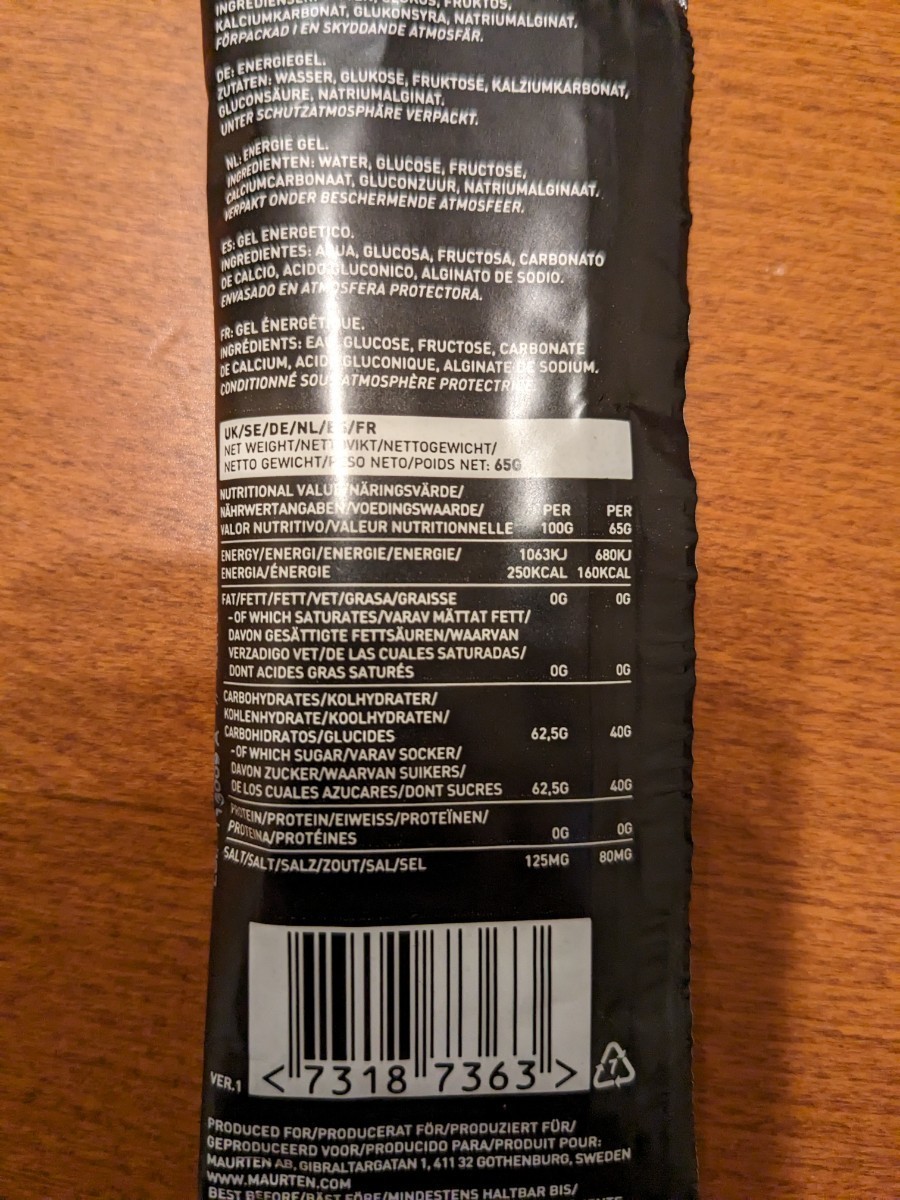 FRUKTOS,
KALCIUMKARBONAT, GLUKONSYRA, NATRIUMALGINAT.
FÖRPACKAD I EN SKYDDANDE ATMOSFÄR.
DE: ENERGIEGEL.
ZUTATEN: WASSER, GLUKOSE, FRUKTOSE, KALZIUMKARBONAT,
GLUCONSÄURE, NATRIUMALGINAT.
UNTER SCHUTZATMOSPHÄRE VERPACKT.
NL: ENERGIE GEL.
INGREDIENTEN: WATER, GLUCOSE, FRUCTOSE,
CALCIUMCARBONAAT, GLUCONZUUR, NATRIUMALGINAAT.
VERPAKT ONDER BESCHERMENDE ATMOSFEER.
ES: GEL ENERGETICO.
INGREDIENTES: AGUA, GLUCOSA, FRUCTOSA, CARBONATO
DE CALCIO, ACIDO GLUCONICO, ALGINATO DE SODIO.
ENVASADO EN ATMOSFERA PROTECTORA.
FR: GEL ÉNERGÉTIQUE.
INGRÉDIENTS: EAU, GLUCOSE, FRUCTOSE, CARBONATE
DE CALCIUM, ACIDE GLUCONIQUE, ALGINATE DE SODIUM.
CONDITIONNÉ SOUS ATMOSPHÈRE PROTECTRICE.
UK/SE/DE/NL/ES/FR
NET WEIGHT/NETTOVIKT/NETTOGEWICHT/
NETTO GEWICHT/PESO NETO/POIDS NET: 65G
NUTRITIONAL VALUE/NÄRINGSVÄRDE/
NÄHRWERTANGABEN/VOEDINGSWAARDE/ PER PER
VALOR NUTRITIVO/VALEUR NUTRITIONNELLE 100G 65G
ENERGY/ENERGI/ENERGIE/ENERGIE/ 1063KJ 680KJ
ENERGIA/ÉNERGIE 250KCAL 160KCAL
FAT/FETT/FETT/VET/GRASA/GRAISSE 0G 0G
-OF WHICH SATURATES/VARAV MÄTTAT FETT/
DAVON GESÄTTIGTE FETTSÄUREN/WAARVAN
VERZADIGD VET/DE LAS CUALES SATURADAS/
DONT ACIDES GRAS SATURÉS 0G 0G
CARBOHYDRATES/KOLHYDRATER/
KOHLENHYDRATE/KOOLHYDRATEN/
CARBOHIDRATOS/GLUCIDES 62,5G 40G
-OF WHICH SUGAR/VARAV SOCKER/
DAVON ZUCKER/WAARVAN SUIKERS/
DE LOS CUALES AZUCARES/DONT SUCRES 62,5G 40G
PROTEIN/PROTEIN/EIWEISS/PROTEÏNEN/
PROTEINA/PROTÉINES 0G 0G
SALT/SALT/SALZ/ZOUT/SAL/SEL 125MG 80MG
VER.1
<7318 7363>
7
PRODUCED FOR/PRODUCERAT FÖR/PRODUZIERT FÜR/
GEPRODUCEERD VOOR/PRODUCIDO PARA/PRODUIT POUR:
MAURTEN AB, GIBRALTARGATAN 1, 411 32 GOTHENBURG, SWEDEN
WWW.MAURTEN.COM
BEST BEFORE/BÄST FÖRE/MINDESTENS HALTBAR BIS/